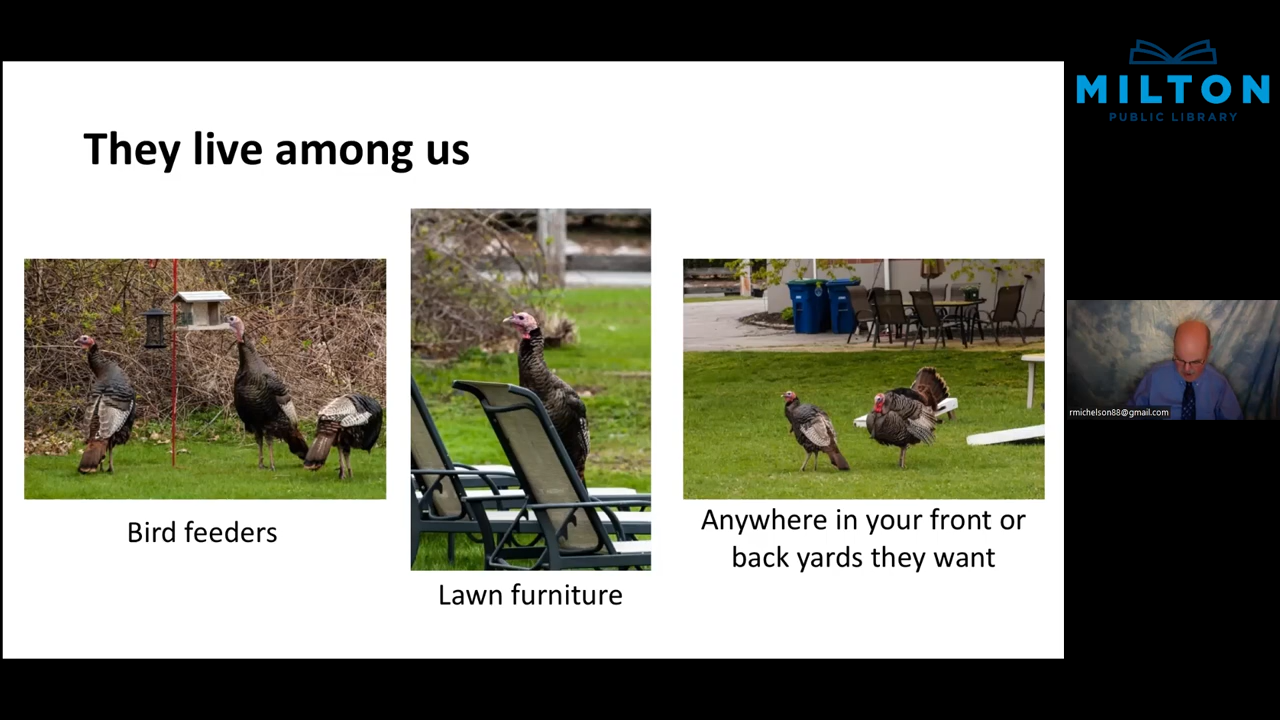 They live among us
Bird feeders
Lawn furniture
Anywhere in your front or
back yards they want
MILTON
PUBLIC LIBRARY
rmichelson88@gmail.com